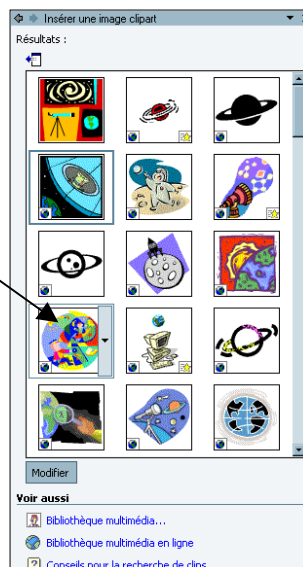 Insérer une image clipart
Résultats :
Modifier
Voir aussi
Bibliothèque multimédia...
Bibliothèque multimédia en ligne
Conseils pour la recherche de clips